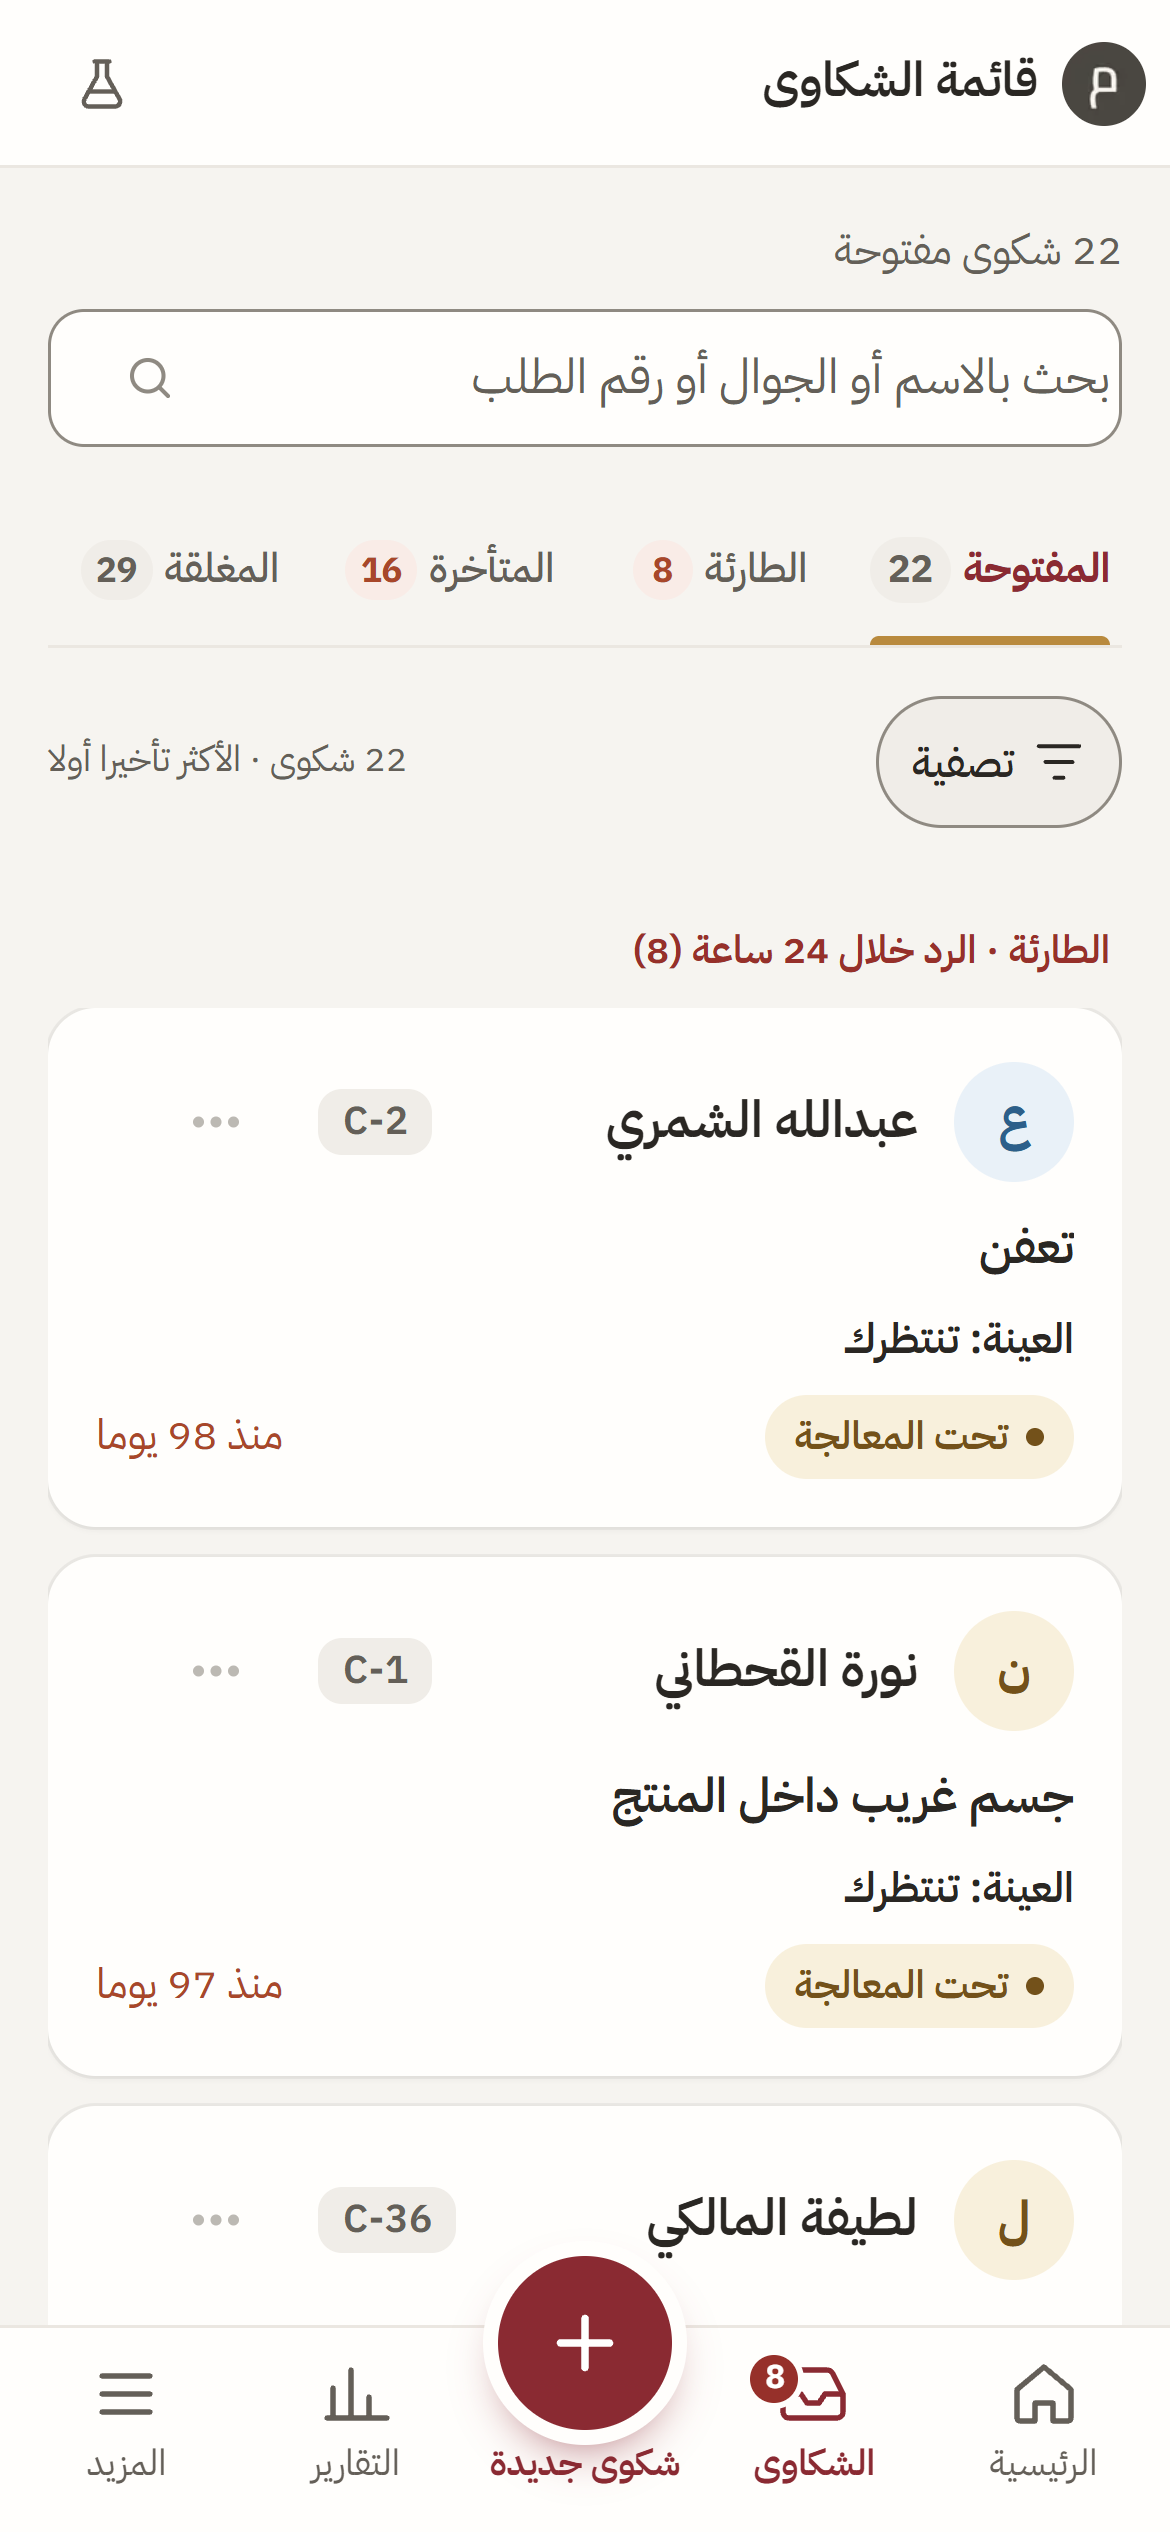 م
قائمة الشكاوى
22 شكوى مفتوحة
بحث بالاسم أو الجوال أو رقم الطلب
المفتوحة 22 الطارئة 8 المتأخرة 16 المغلقة 29
تصفية
22 شكوى · الأكثر تأخيرا أولا
الطارئة · الرد خلال 24 ساعة (8)
ع عبدالله الشمري C-2
تعفن
العينة: تنتظرك
تحت المعالجة
منذ 98 يوما
ن نورة القحطاني C-1
جسم غريب داخل المنتج
العينة: تنتظرك
تحت المعالجة
منذ 97 يوما
ل لطيفة المالكي C-36
8
الرئيسية الشكاوى شكوى جديدة التقارير المزيد